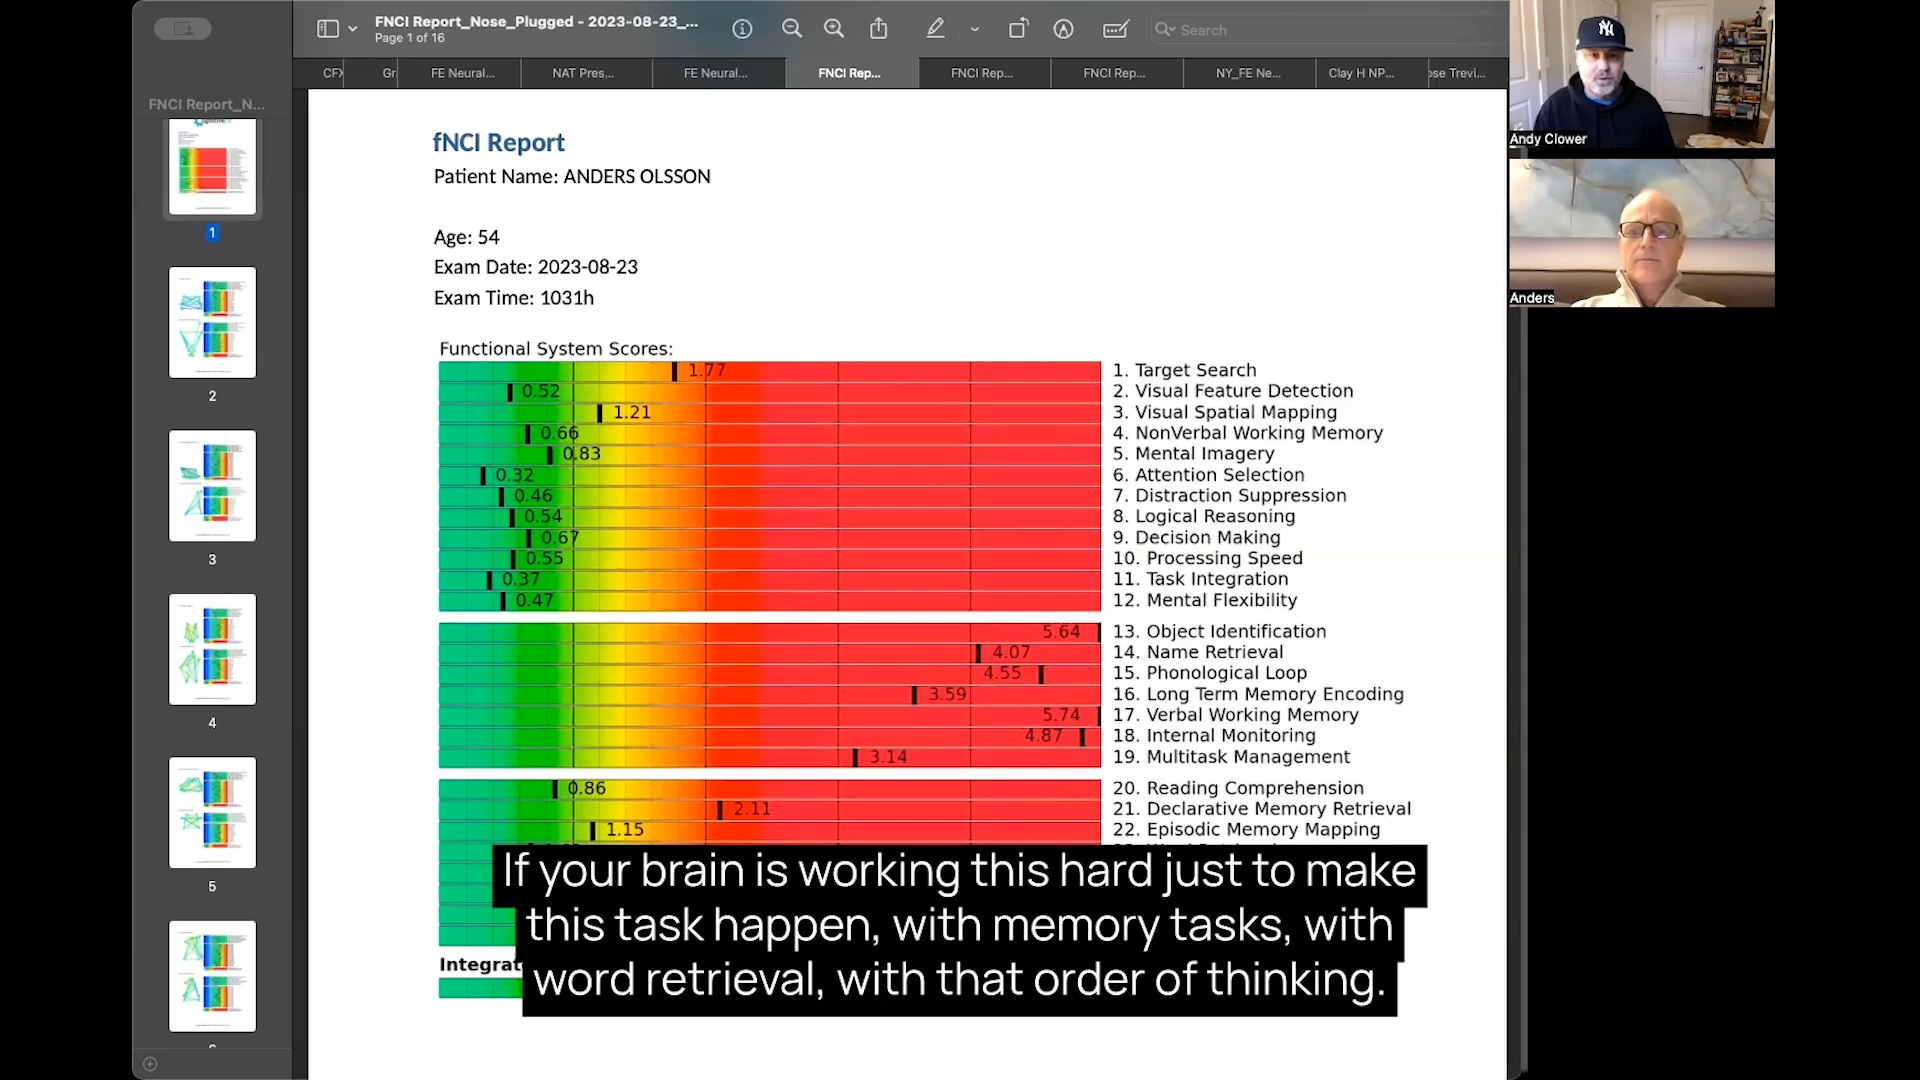 FNCI Report_Nose_Plugged - 2023-08-23_...
Page 1 of 16
Search
CFX
Gr
FE Neural...
NAT Pres...
FE Neural...
FNCI Rep...
FNCI Rep...
FNCI Rep...
NY_FE Ne...
Clay H NP...
ose Trevi...
FNCI Report_N...
1
2
3
4
5
fNCI Report
Patient Name: ANDERS OLSSON
Age: 54
Exam Date: 2023-08-23
Exam Time: 1031h
Functional System Scores:
1.77 1. Target Search
0.52 2. Visual Feature Detection
1.21 3. Visual Spatial Mapping
0.66 4. NonVerbal Working Memory
0.83 5. Mental Imagery
0.32 6. Attention Selection
0.46 7. Distraction Suppression
0.54 8. Logical Reasoning
0.67 9. Decision Making
0.55 10. Processing Speed
0.37 11. Task Integration
0.47 12. Mental Flexibility
5.64 13. Object Identification
4.07 14. Name Retrieval
4.55 15. Phonological Loop
3.59 16. Long Term Memory Encoding
5.74 17. Verbal Working Memory
4.87 18. Internal Monitoring
3.14 19. Multitask Management
0.86 20. Reading Comprehension
2.11 21. Declarative Memory Retrieval
1.15 22. Episodic Memory Mapping
Integrat
If your brain is working this hard just to make
this task happen, with memory tasks, with
word retrieval, with that order of thinking.
Andy Clower
Anders
NY